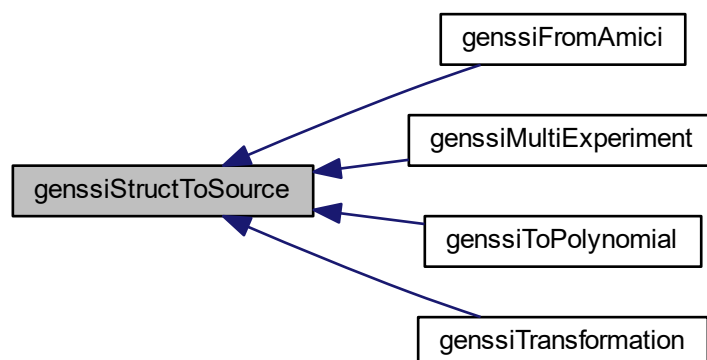 genssiFromAmici
genssiMultiExperiment
genssiStructToSource
genssiToPolynomial
genssiTransformation